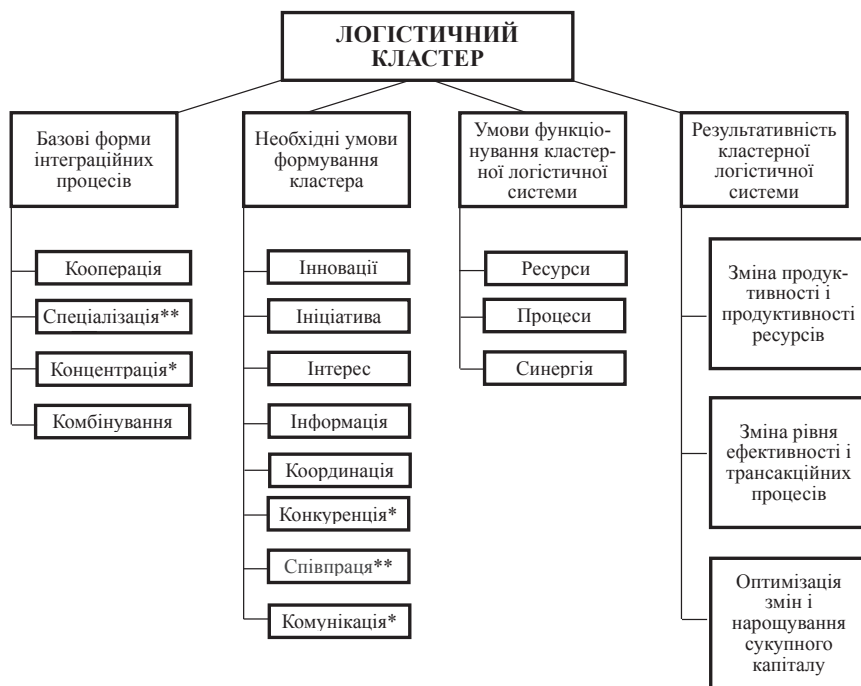 ЛОГІСТИЧНИЙ
КЛАСТЕР
Базові форми
інтеграційних
процесів
Кооперація
Спеціалізація**
Концентрація*
Комбінування
Необхідні умови
формування
кластера
Інновації
Ініціатива
Інтерес
Інформація
Координація
Конкуренція*
Співпраця**
Комунікація*
Умови функціо-
нування кластер-
ної логістичної
системи
Ресурси
Процеси
Синергія
Результативність
кластерної
логістичної
системи
Зміна продук-
тивності і
продуктивності
ресурсів
Зміна рівня
ефективності і
трансакційних
процесів
Оптимізація
змін і
нарощування
сукупного
капіталу